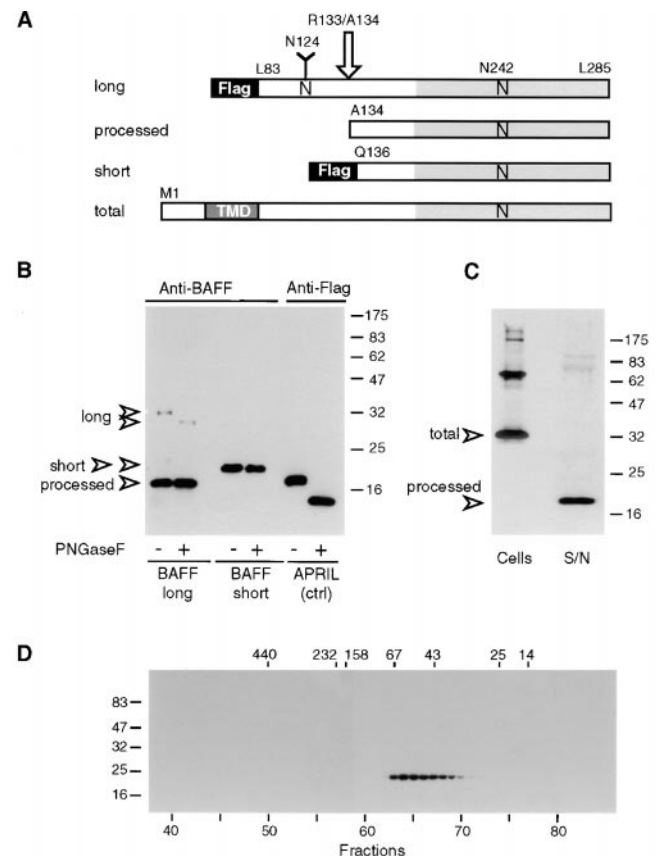 A
R133/A134
N124
L83
N242
L285
long
Flag
N
N
A134
processed
N
Q136
short
Flag
N
M1
total
TMD
N
B
Anti-BAFF
Anti-Flag
175
83
62
47
long
32
25
short
processed
16
PNGaseF
- + - + - +
BAFF long
BAFF short
APRIL (ctrl)
C
175
83
62
47
total
32
25
processed
16
Cells
S/N
D
440 232 158 67 43 25 14
83
47
32
25
16
40 50 60 70 80
Fractions